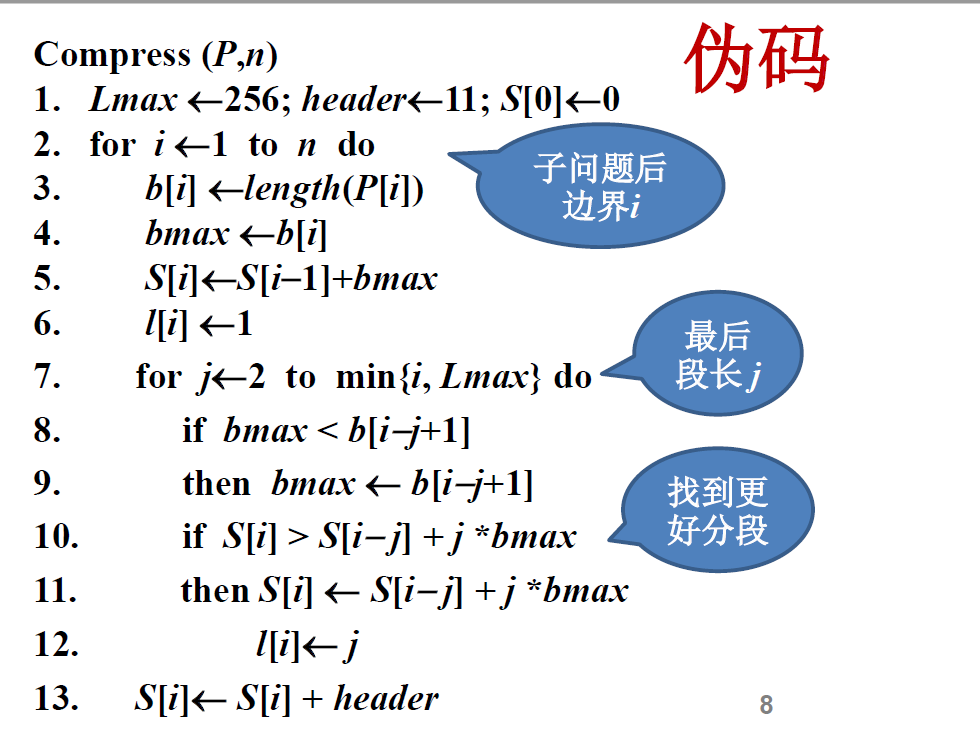 伪码
Compress (P,n)
1. Lmax ←256; header←11; S[0]←0
2. for i ←1 to n do
子问题后
边界i
3. b[i] ←length(P[i])
4. bmax ←b[i]
5. S[i]←S[i−1]+bmax
6. l[i] ←1
最后
段长 j
7. for j←2 to min{i, Lmax} do
8. if bmax < b[i−j+1]
9. then bmax ← b[i−j+1]
找到更
好分段
10. if S[i] > S[i−j] + j *bmax
11. then S[i] ← S[i−j] + j *bmax
12. l[i]← j
13. S[i]← S[i] + header
8